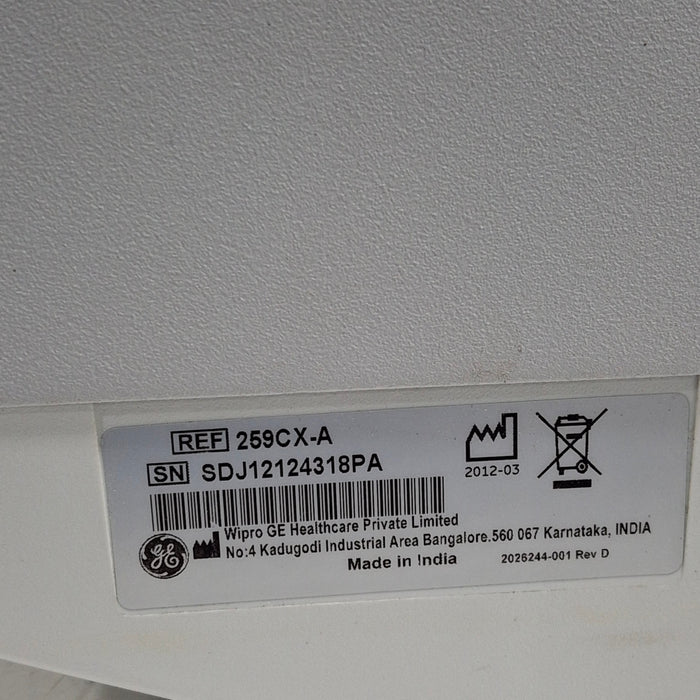 REF 259CX-A
SN SDJ12124318PA
2012-03
Wipro GE Healthcare Private Limited
No:4 Kadugodi Industrial Area Bangalore.560 067 Karnataka, INDIA
GE
Made in India
2026244-001 Rev D